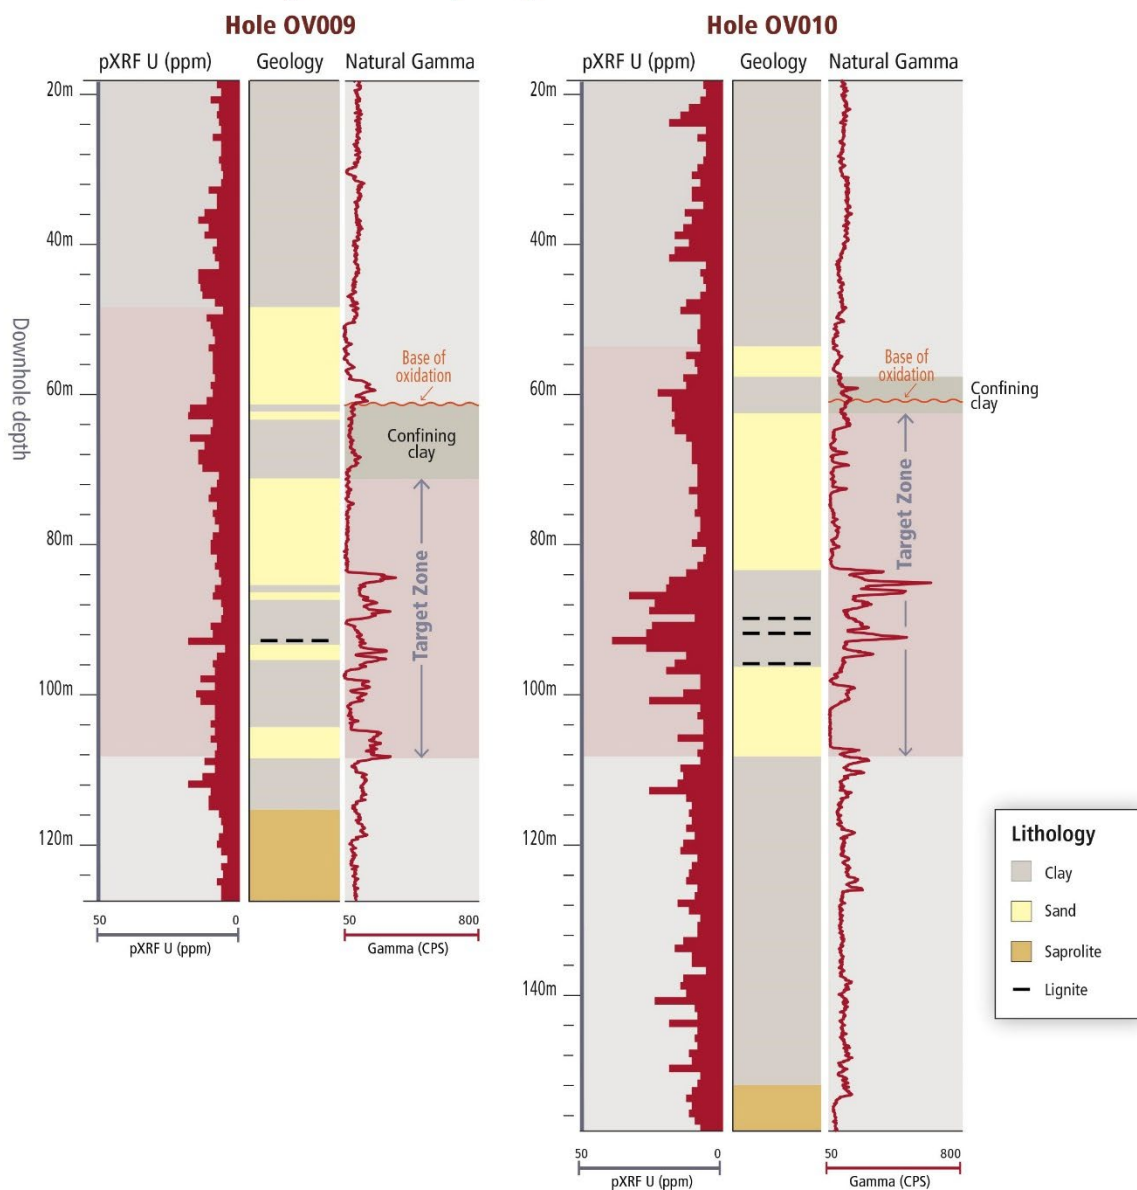 Hole OV009
pXRF U (ppm)
Geology
Natural Gamma
20m
40m
60m
80m
100m
120m
Downhole depth
Base of
oxidation
Confining
clay
Target Zone
50
0
pXRF U (ppm)
50
800
Gamma (CPS)
Hole OV010
pXRF U (ppm)
Geology
Natural Gamma
20m
40m
60m
80m
100m
120m
140m
Base of
oxidation
Confining
clay
Target Zone
50
0
pXRF U (ppm)
50
800
Gamma (CPS)
Lithology
Clay
Sand
Saprolite
Lignite